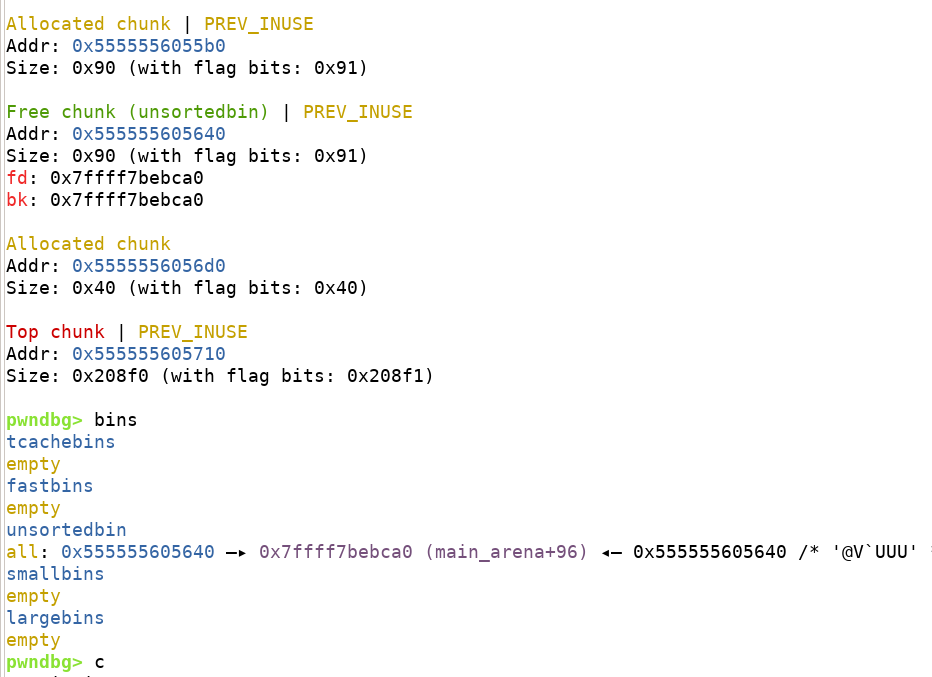 Allocated chunk | PREV_INUSE
Addr: 0x5555556055b0
Size: 0x90 (with flag bits: 0x91)
Free chunk (unsortedbin) | PREV_INUSE
Addr: 0x555555605640
Size: 0x90 (with flag bits: 0x91)
fd: 0x7ffff7bebca0
bk: 0x7ffff7bebca0
Allocated chunk
Addr: 0x5555556056d0
Size: 0x40 (with flag bits: 0x40)
Top chunk | PREV_INUSE
Addr: 0x555555605710
Size: 0x208f0 (with flag bits: 0x208f1)
pwndbg> bins
tcachebins
empty
fastbins
empty
unsortedbin
all: 0x555555605640 —▸ 0x7ffff7bebca0 (main_arena+96) ◂— 0x555555605640 /* '@V`UUU'
smallbins
empty
largebins
empty
pwndbg> c